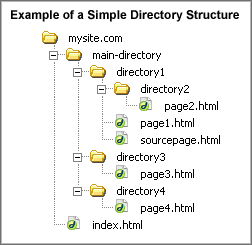 Example of a Simple Directory Structure
mysite.com
main-directory
directory1
directory2
page2.html
page1.html
sourcepage.html
directory3
page3.html
directory4
page4.html
index.html